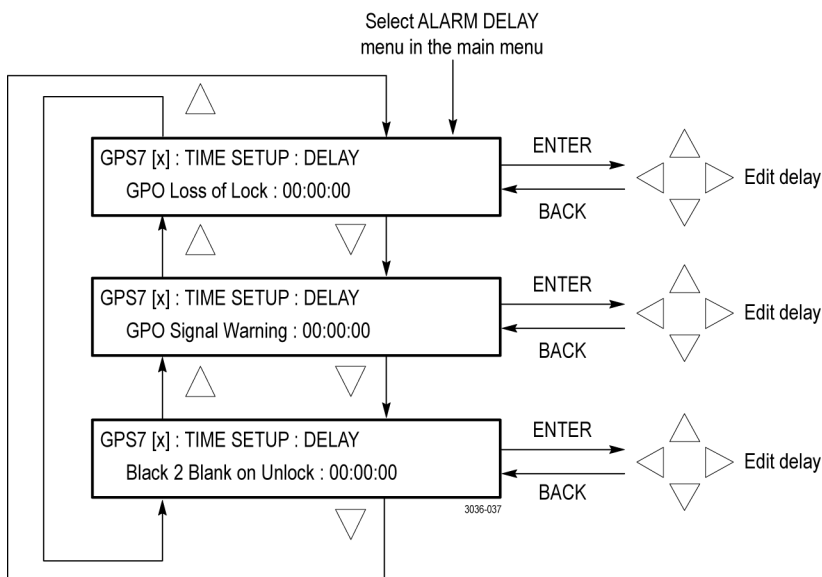 Select ALARM DELAY
menu in the main menu
GPS7 [x] : TIME SETUP : DELAY
GPO Loss of Lock : 00:00:00
ENTER
BACK
Edit delay
GPS7 [x] : TIME SETUP : DELAY
GPO Signal Warning : 00:00:00
ENTER
BACK
Edit delay
GPS7 [x] : TIME SETUP : DELAY
Black 2 Blank on Unlock : 00:00:00
ENTER
BACK
Edit delay
3036-037